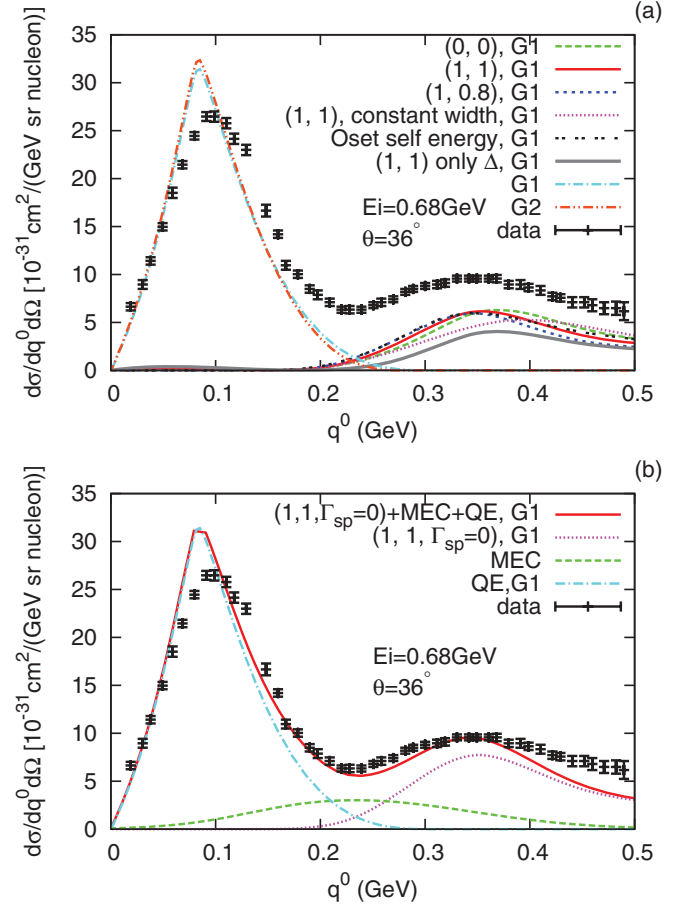 (a)
dσ/dq⁰dΩ [10⁻³¹cm²/(GeV sr nucleon)]
35
30
25
20
15
10
5
0
(0, 0), G1
(1, 1), G1
(1, 0.8), G1
(1, 1), constant width, G1
Oset self energy, G1
(1, 1) only Δ, G1
G1
G2
data
Ei=0.68GeV
θ=36°
0 0.1 0.2 0.3 0.4 0.5
q⁰ (GeV)
(b)
dσ/dq⁰dΩ [10⁻³¹cm²/(GeV sr nucleon)]
35
30
25
20
15
10
5
0
(1,1,Γsp=0)+MEC+QE, G1
(1, 1, Γsp=0), G1
MEC
QE,G1
data
Ei=0.68GeV
θ=36°
0 0.1 0.2 0.3 0.4 0.5
q⁰ (GeV)